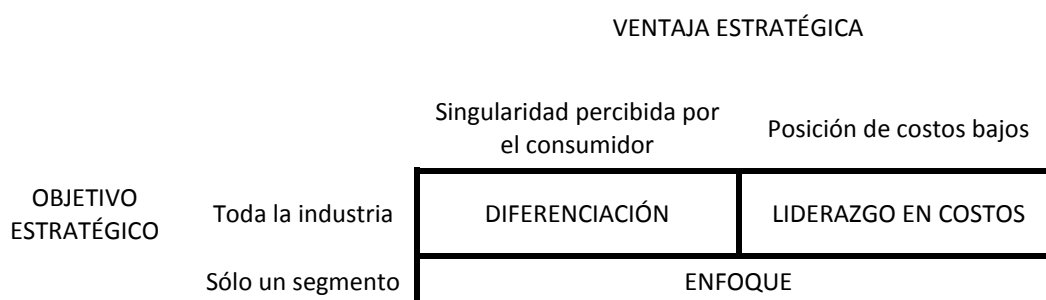 VENTAJA ESTRATÉGICA
Singularidad percibida por
el consumidor
Posición de costos bajos
OBJETIVO
ESTRATÉGICO
Toda la industria
DIFERENCIACIÓN
LIDERAZGO EN COSTOS
Sólo un segmento
ENFOQUE